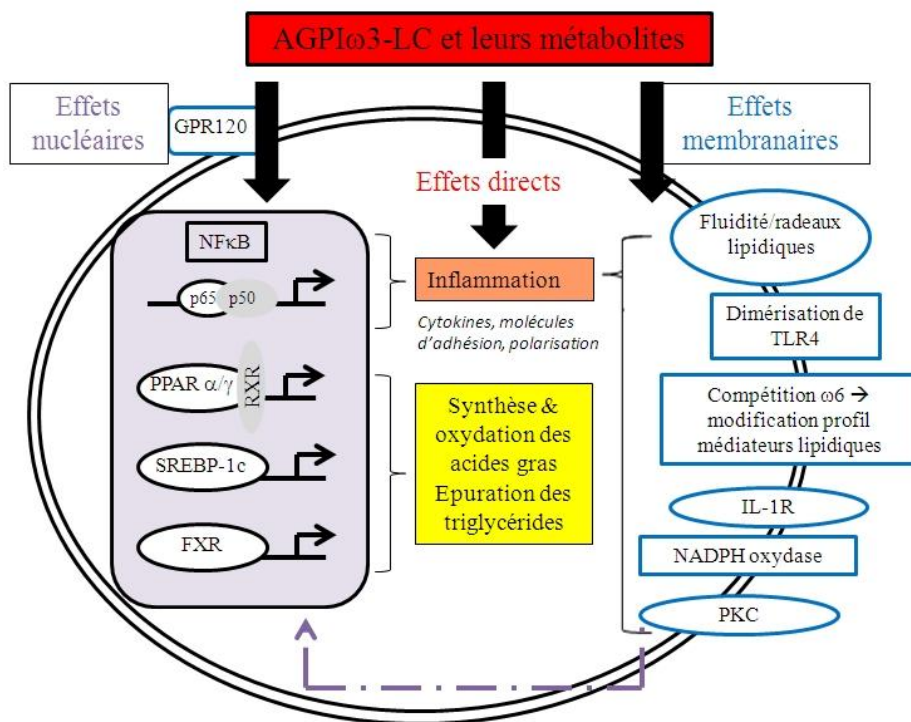 AGPIω3-LC et leurs métabolites
Effets
nucléaires
GPR120
Effets
membranaires
Effets directs
NFκB
p65
p50
PPAR α/γ
RXR
SREBP-1c
FXR
Inflammation
Cytokines, molécules
d'adhésion, polarisation
Synthèse &
oxydation des
acides gras
Epuration des
triglycérides
Fluidité/radeaux
lipidiques
Dimérisation de
TLR4
Compétition ω6 →
modification profil
médiateurs lipidiques
IL-1R
NADPH oxydase
PKC